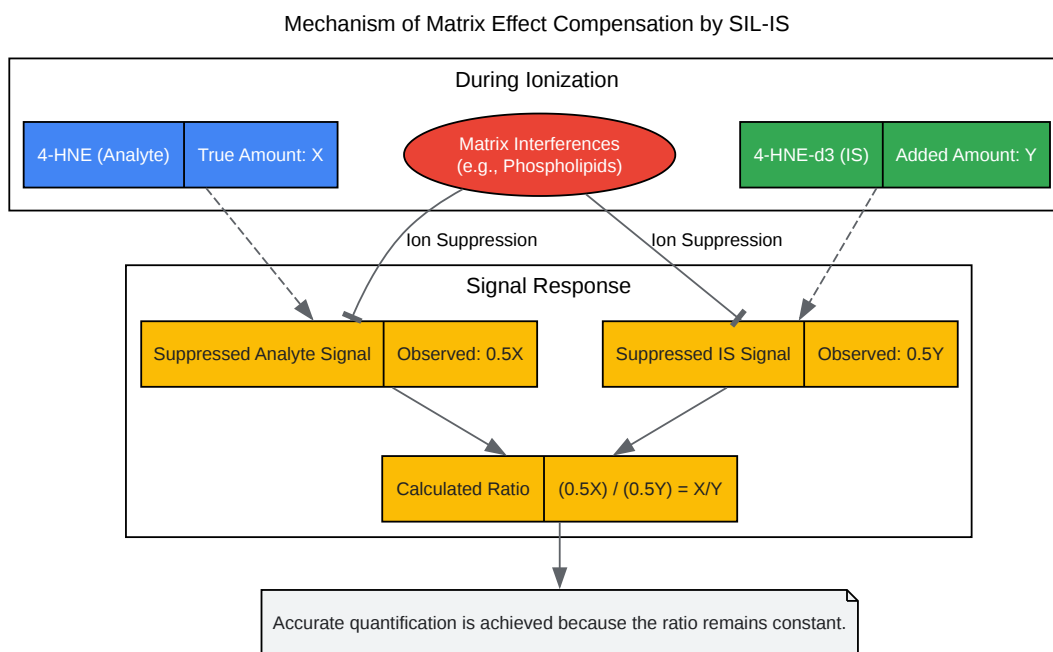 Mechanism of Matrix Effect Compensation by SIL-IS
During Ionization
4-HNE (Analyte) True Amount: X
Matrix Interferences
(e.g., Phospholipids)
4-HNE-d3 (IS) Added Amount: Y
Ion Suppression
Ion Suppression
Signal Response
Suppressed Analyte Signal Observed: 0.5X
Suppressed IS Signal Observed: 0.5Y
Calculated Ratio (0.5X) / (0.5Y) = X/Y
Accurate quantification is achieved because the ratio remains constant.